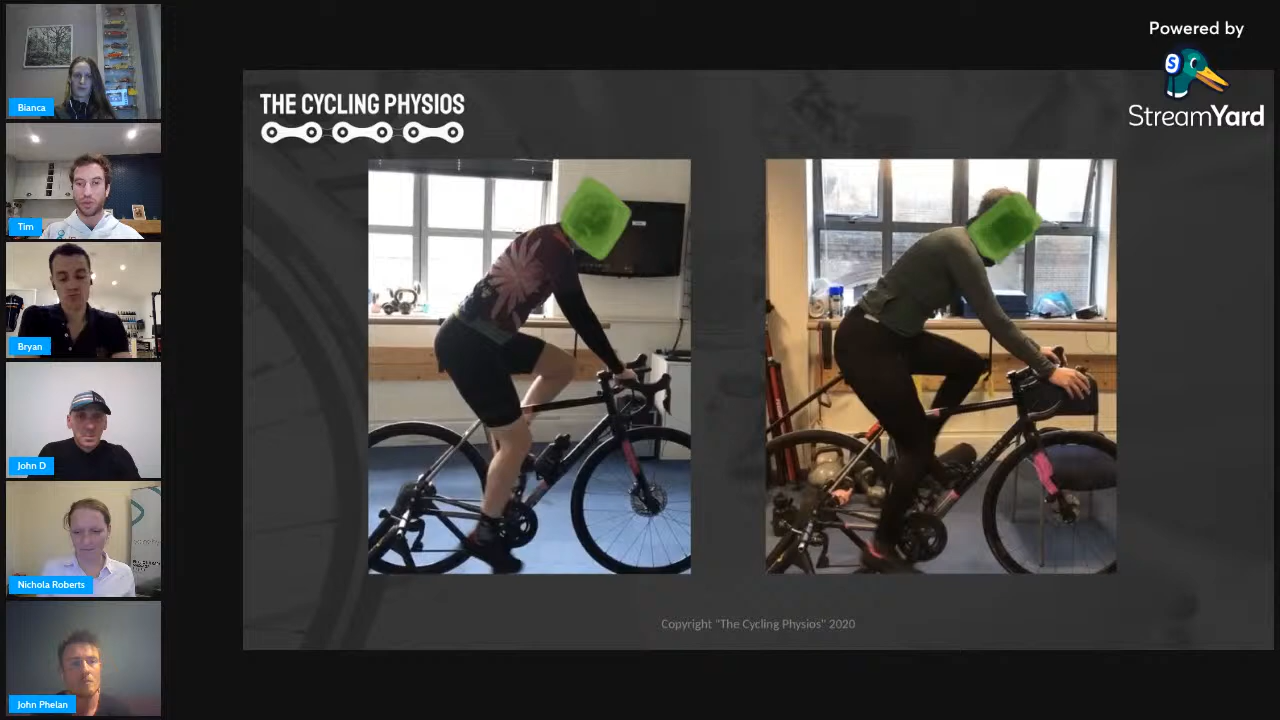 Bianca
Tim
Bryan
John D
Nichola Roberts
John Phelan
THE CYCLING PHYSIOS
Copyright "The Cycling Physios" 2020
Powered by
S
StreamYard